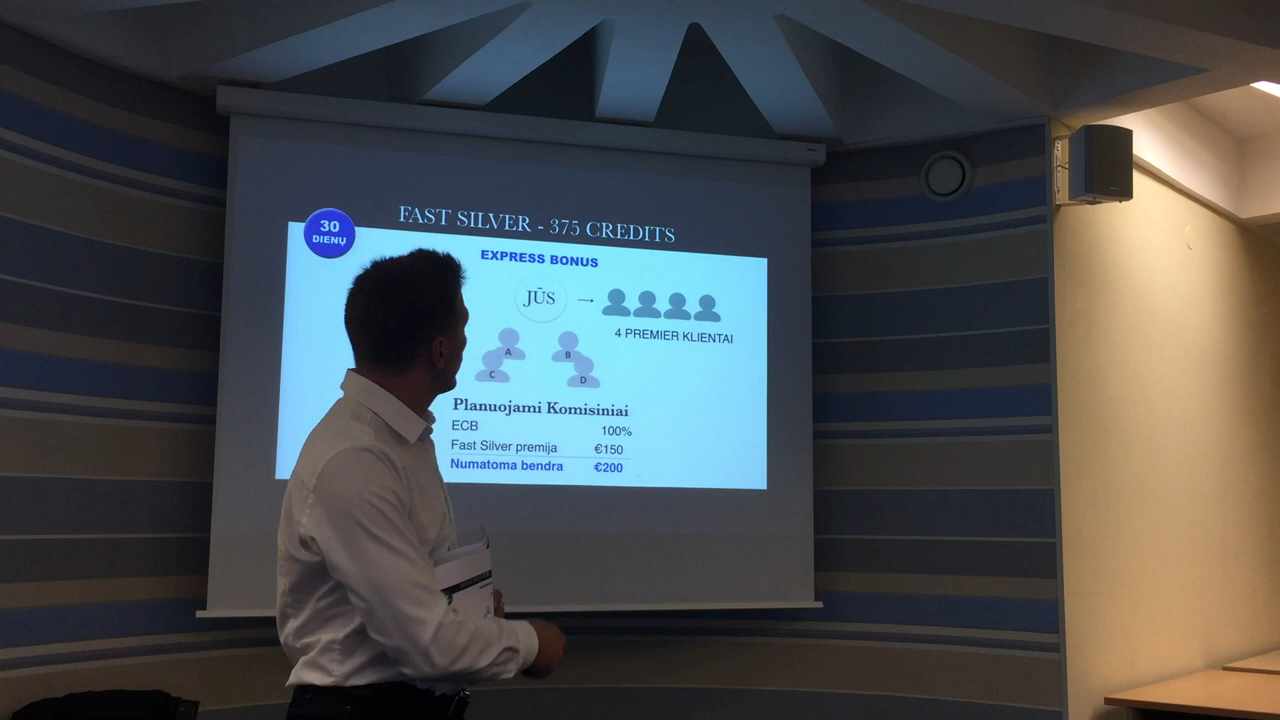 FAST SILVER - 375 CREDITS
30
DIENŲ
EXPRESS BONUS
JŪS
4 PREMIER KLIENTAI
A
B
C
D
Planuojami Komisiniai
ECB 100%
Fast Silver premija €150
Numatoma bendra €200